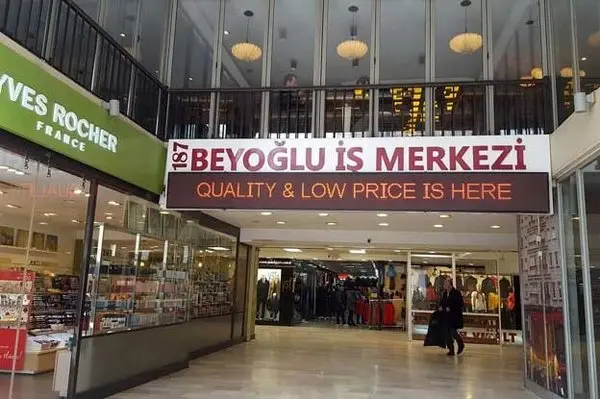 YVES ROCHER
FRANCE
187
BEYOĞLU İŞ MERKEZİ
QUALITY & LOW PRICE IS HERE